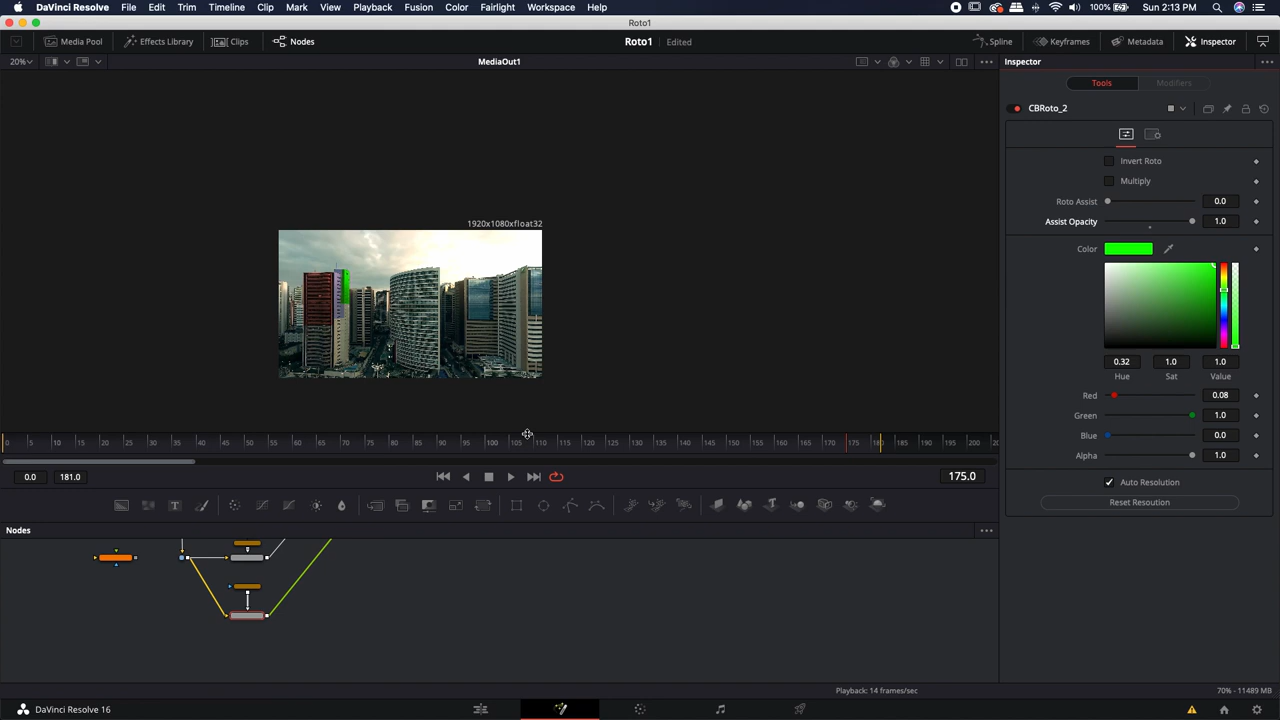 DaVinci Resolve File Edit Trim Timeline Clip Mark View Playback Fusion Color Fairlight Workspace Help 100% Sun 2:13 PM
Roto1
Media Pool Effects Library Clips Nodes Roto1 Edited Spline Keyframes Metadata Inspector
20% MediaOut1 Inspector
Tools Modifiers
CBRoto_2
Invert Roto
Multiply
Roto Assist 0.0
Assist Opacity 1.0
1920x1080xfloat32
Color
0.32 1.0 1.0
Hue Sat Value
Red 0.08
Green 1.0
Blue 0.0
Alpha 1.0
0 5 10 15 20 25 30 35 40 45 50 55 60 65 70 75 80 85 90 95 100 105 110 115 120 125 130 135 140 145 150 155 160 165 170 175 185 190 195 200
0.0 181.0 175.0
Auto Resolution
Reset Resoution
Nodes
Playback: 14 frames/sec 70% - 11489 MB
DaVinci Resolve 16